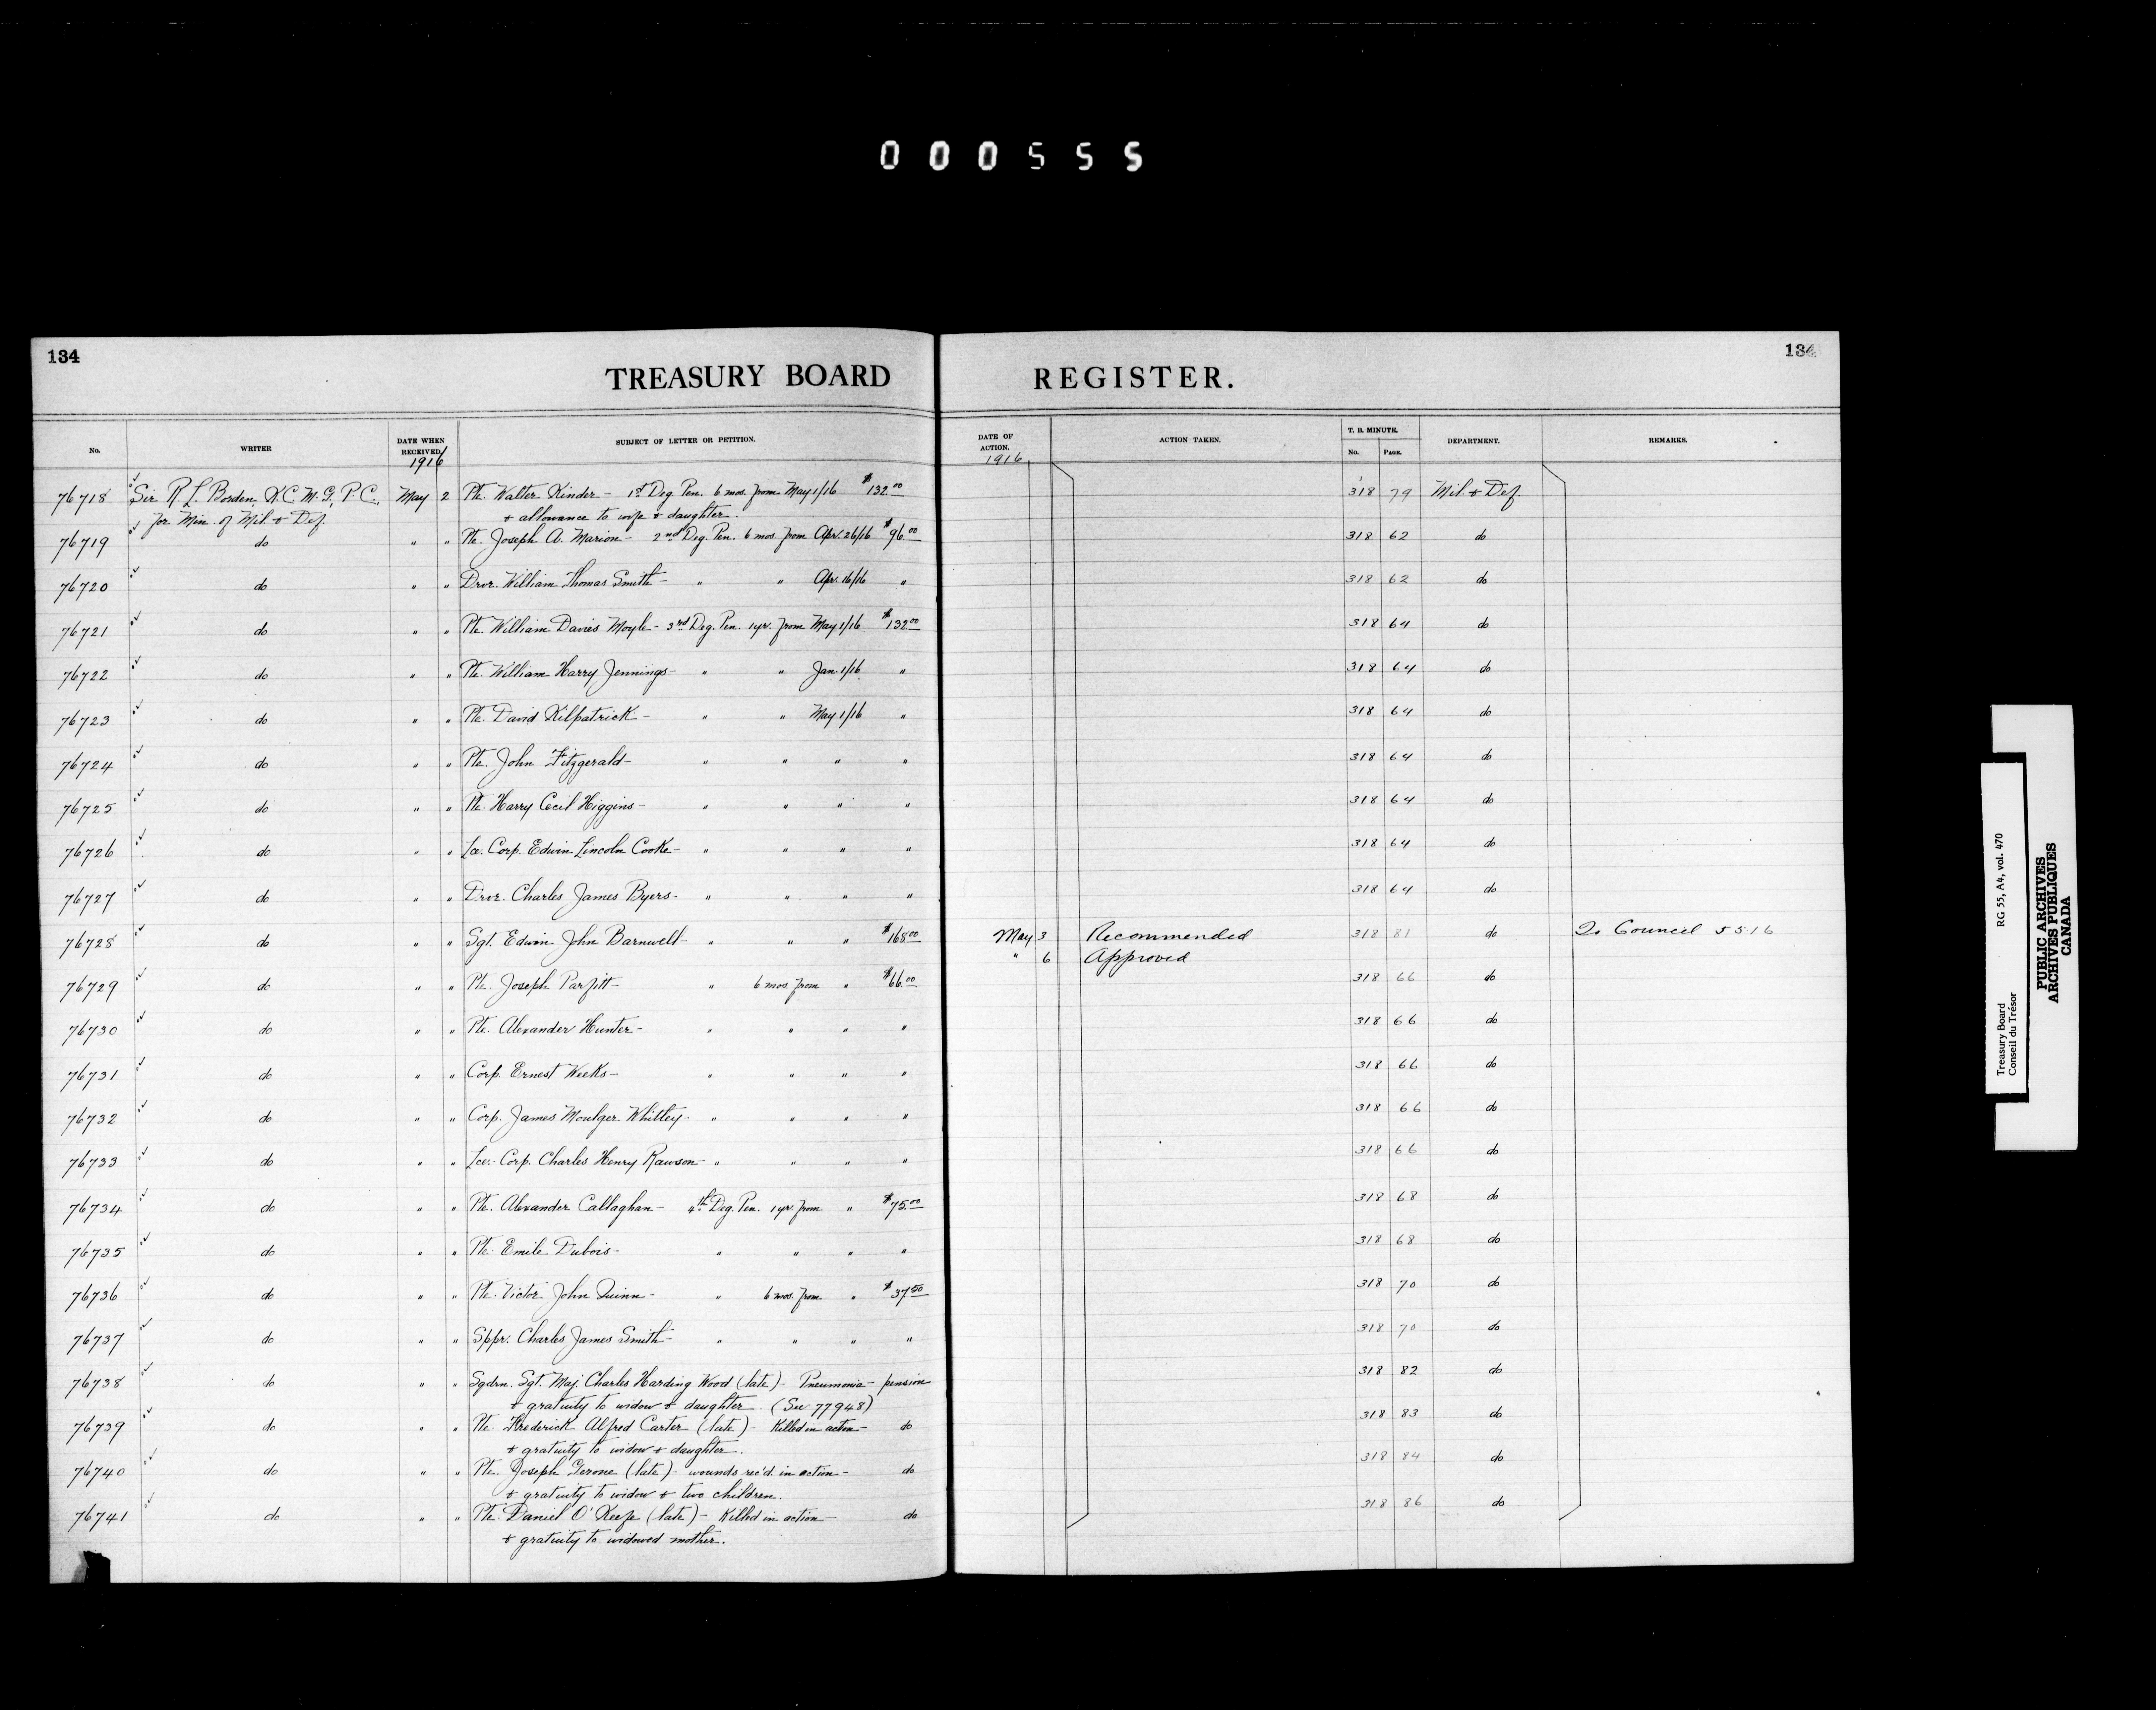 000555
134
134
TREASURY BOARD REGISTER.
No. WRITER DATE WHEN RECEIVED SUBJECT OF LETTER OR PETITION. DATE OF ACTION. ACTION TAKEN. T. B. MINUTE. No. PAGE. DEPARTMENT. REMARKS.
1916 1916
76718 Sir R. L. Borden K.C.M.G., P.C., May 2 Pte. Walter Kinder - 1st Deg. Pen. 6 mos. from May 1/16 $132.00 318 79 Mil. & Def.
for Min. of Mil. & Def. & allowance to wife & daughter.
76719 do " " Pte. Joseph A. Marion - 2nd Deg. Pen. 6 mos. from Apr. 26/16 $96.00 318 62 do
76720 do " " Drvr. William Thomas Smith - " " Apr. 16/16 " 318 62 do
76721 do " " Pte. William Davies Moyle - 3rd Deg. Pen. 1 yr. from May 1/16 $132.00 318 64 do
76722 do " " Pte. William Harry Jennings - " " Jan. 1/16 " 318 64 do
76723 do " " Pte. David Kilpatrick - " " May 1/16 " 318 64 do
76724 do " " Pte. John Fitzgerald - " " " " 318 64 do
76725 do " " Pte. Harry Cecil Higgins - " " " " 318 64 do
76726 do " " Lce. Corp. Edwin Lincoln Cooke - " " " " 318 64 do
76727 do " " Drvr. Charles James Byers - " " " " 318 64 do
76728 do " " Sgt. Edwin John Barnwell - " " " $168.00 May 3 Recommended 318 81 do To Council 5516
" 6 Approved
76729 do " " Pte. Joseph Parfitt - " 6 mos. from " $66.00 318 66 do
76730 do " " Pte. Alexander Hunter - " " " " 318 66 do
76731 do " " Corp. Ernest Weeks - " " " " 318 66 do
76732 do " " Corp. James Moulger Whitley - " " " " 318 66 do
76733 do " " Lce. Corp. Charles Henry Rawson - " " " " 318 66 do
76734 do " " Pte. Alexander Callaghan - 4th Deg. Pen. 1 yr. from " $75.00 318 68 do
76735 do " " Pte. Emile Dubois - " " " " 318 68 do
76736 do " " Pte. Victor John Quinn - " 6 mos. from " $37.50 318 70 do
76737 do " " Sppr. Charles James Smith - " " " " 318 70 do
76738 do " " Sqdrn. Sgt. Maj. Charles Harding Wood (late) - Pneumonia - pension 318 82 do
& gratuity to widow & daughter. (See 77948)
76739 do " " Pte. Frederick Alfred Carter (late) - Killed in action - do 318 83 do
& gratuity to widow & daughter.
76740 do " " Pte. Joseph Gerone (late) - wounds rec'd. in action - do 318 84 do
& gratuity to widow & two children.
76741 do " " Pte. Daniel O'Keefe (late) - Killed in action - do 318 86 do
& gratuity to widowed mother.
Treasury Board RG 55, A4, vol. 470
Conseil du Trésor
PUBLIC ARCHIVES
ARCHIVES PUBLIQUES
CANADA